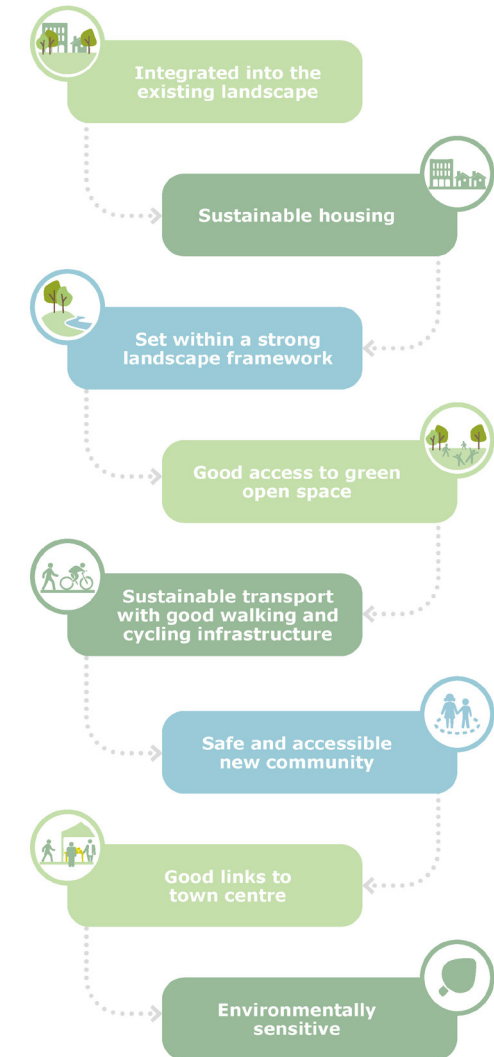 Integrated into the
existing landscape
Sustainable housing
Set within a strong
landscape framework
Good access to green
open space
Sustainable transport
with good walking and
cycling infrastructure
Safe and accessible
new community
Good links to
town centre
Environmentally
sensitive